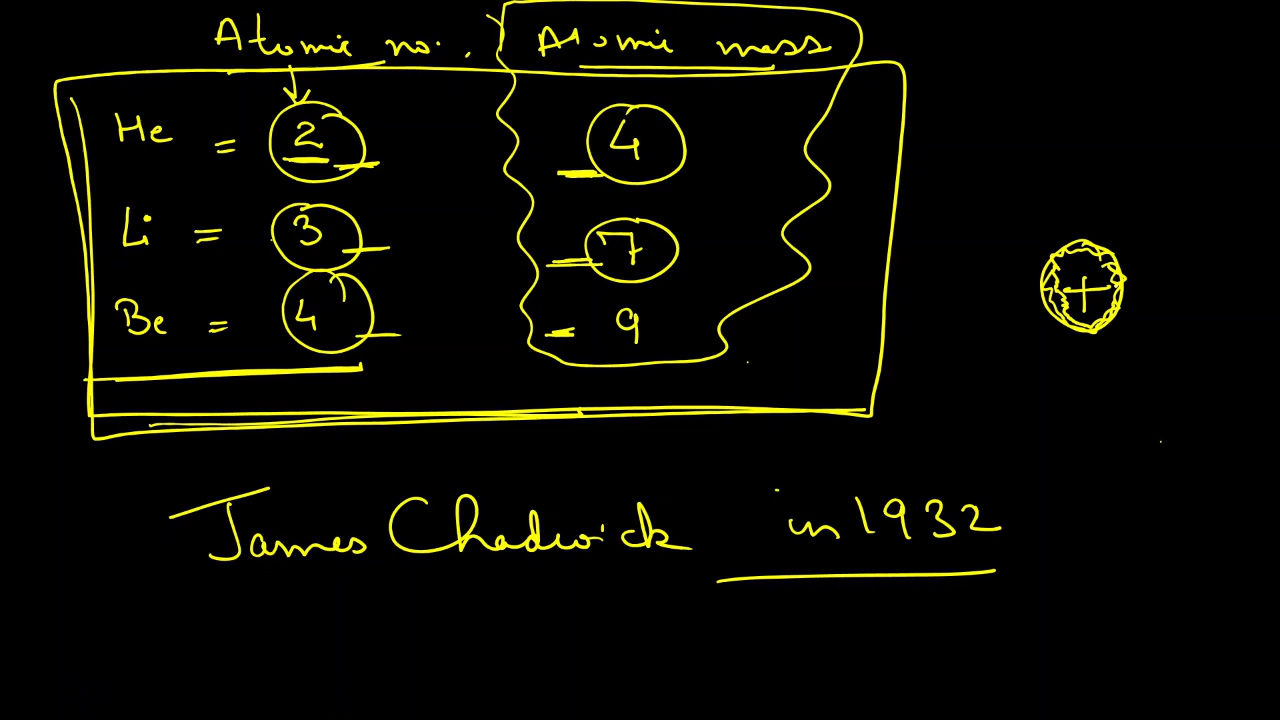 Atomic no. Atomic mass
He = 2 4
Li = 3 7
Be = 4 9
+
James Chadwick in 1932